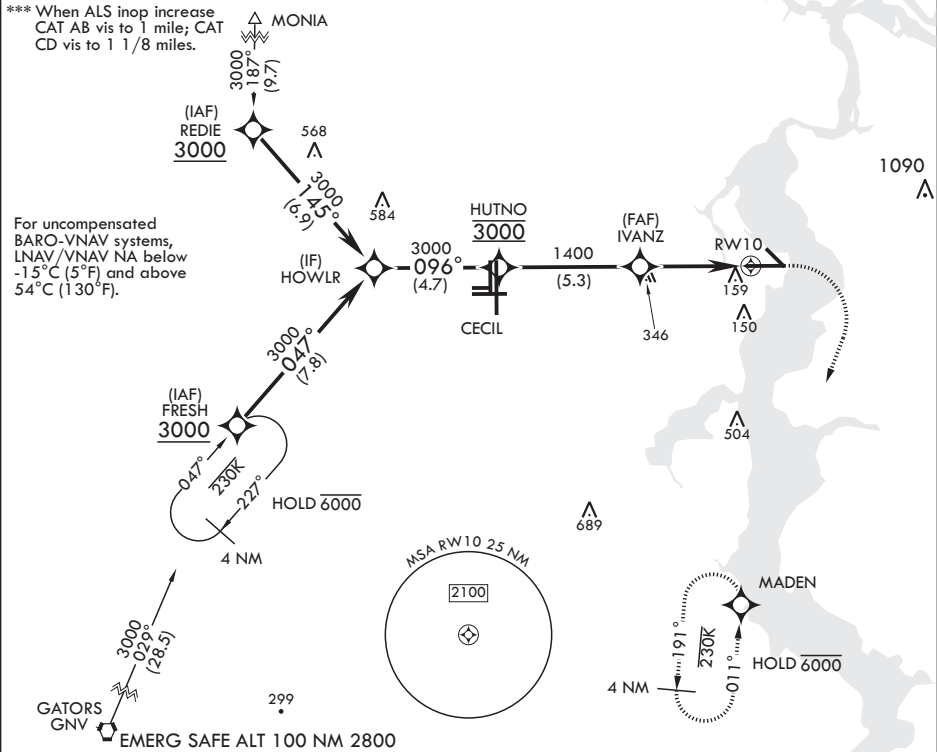 *** When ALS inop increase
CAT AB vis to 1 mile; CAT
CD vis to 1 1/8 miles.
MONIA
3000
187°
(9.7)
(IAF)
REDIE
3000
568
3000
145°
(6.9)
584
1090
For uncompensated
BARO-VNAV systems,
LNAV/VNAV NA below
-15°C (5°F) and above
54°C (130°F).
(IF)
HOWLR
3000
096°
(4.7)
HUTNO
3000
CECIL
1400
(5.3)
(FAF)
IVANZ
346
RW10
159
150
3000
047°
(7.8)
(IAF)
FRESH
3000
047°
230K
227°
HOLD 6000
4 NM
504
689
MSA RW10 25 NM
2100
MADEN
191°
230K
011°
HOLD 6000
4 NM
3000
029°
(28.5)
GATORS
GNV
299
EMERG SAFE ALT 100 NM 2800